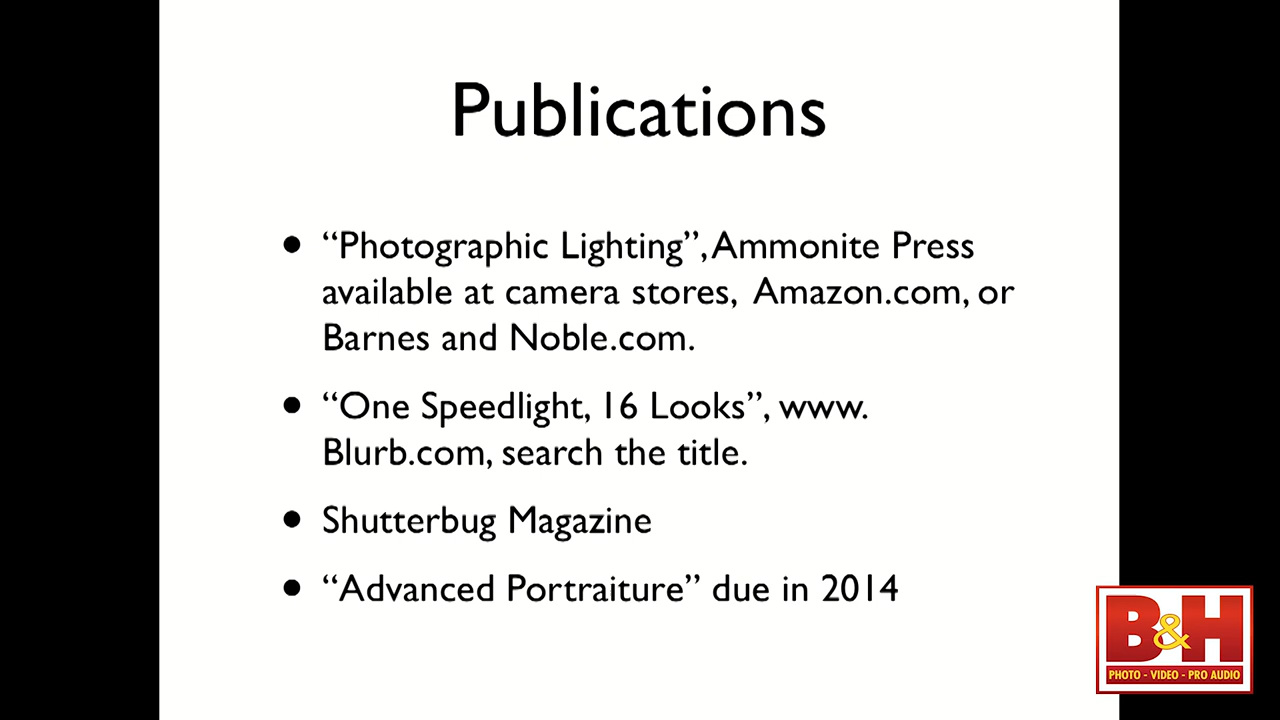 Publications
• “Photographic Lighting”, Ammonite Press
available at camera stores, Amazon.com, or
Barnes and Noble.com.
• “One Speedlight, 16 Looks”, www.
Blurb.com, search the title.
• Shutterbug Magazine
• “Advanced Portraiture” due in 2014
B&H
PHOTO - VIDEO - PRO AUDIO